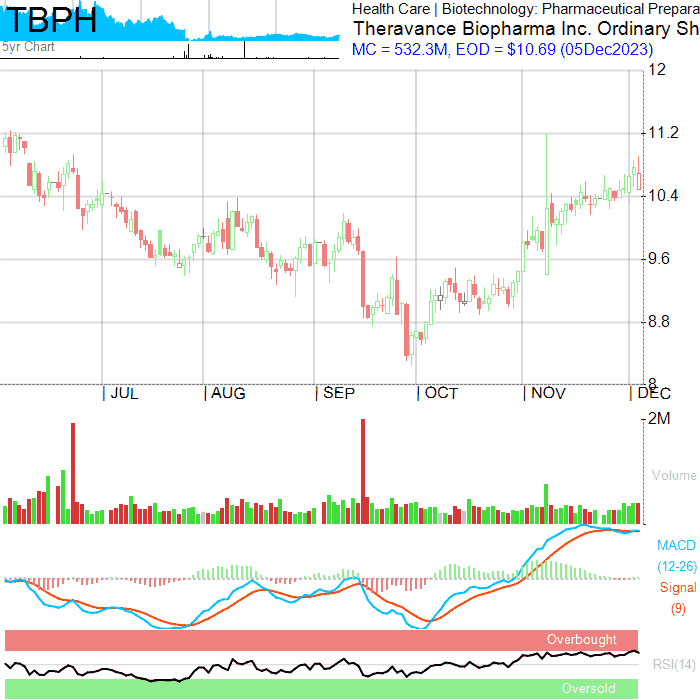 TBPH
5yr Chart
Health Care | Biotechnology: Pharmaceutical Prepara
Theravance Biopharma Inc. Ordinary Sh
MC = 532.3M, EOD = $10.69 (05Dec2023)
12
11.2
10.4
9.6
8.8
8
| JUL | AUG | SEP | OCT | NOV | DEC
2M
Volume
MACD
(12-26)
Signal
(9)
Overbought
RSI(14)
Oversold